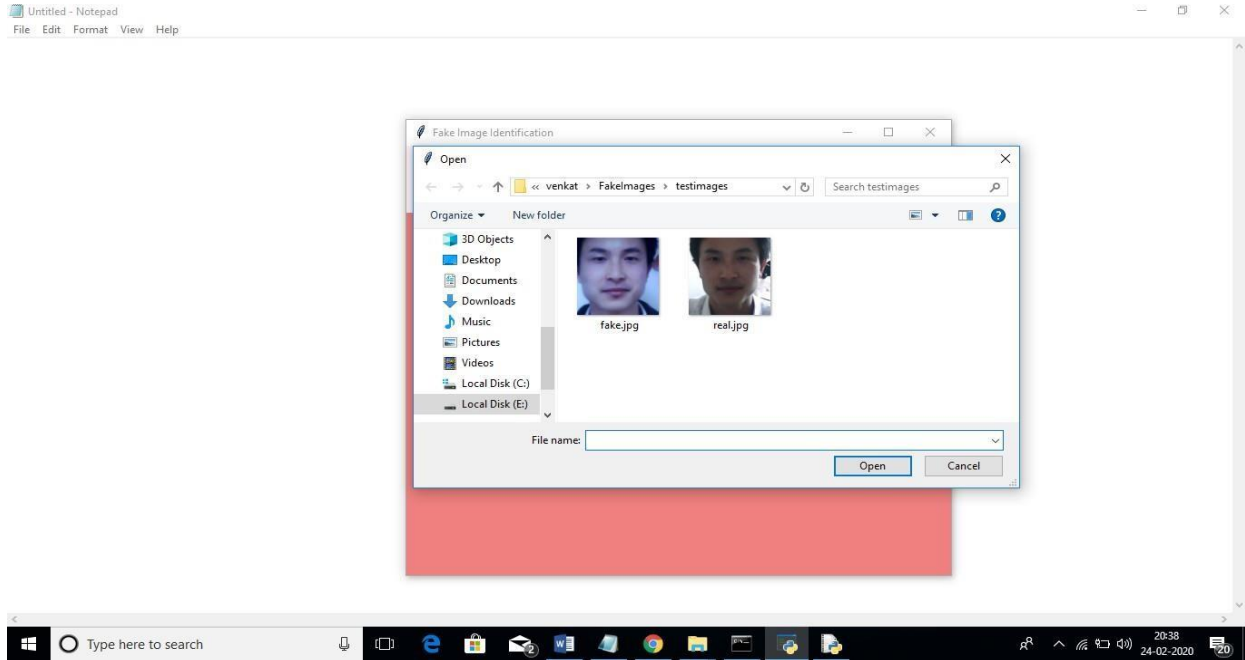 Untitled - Notepad
File Edit Format View Help
Fake Image Identification
Open
« venkat › FakeImages › testimages
Search testimages
Organize New folder
3D Objects
Desktop
Documents
Downloads
Music
Pictures
Videos
Local Disk (C:)
Local Disk (E:)
fake.jpg
real.jpg
File name:
Open Cancel
Type here to search
20:38
24-02-2020
20